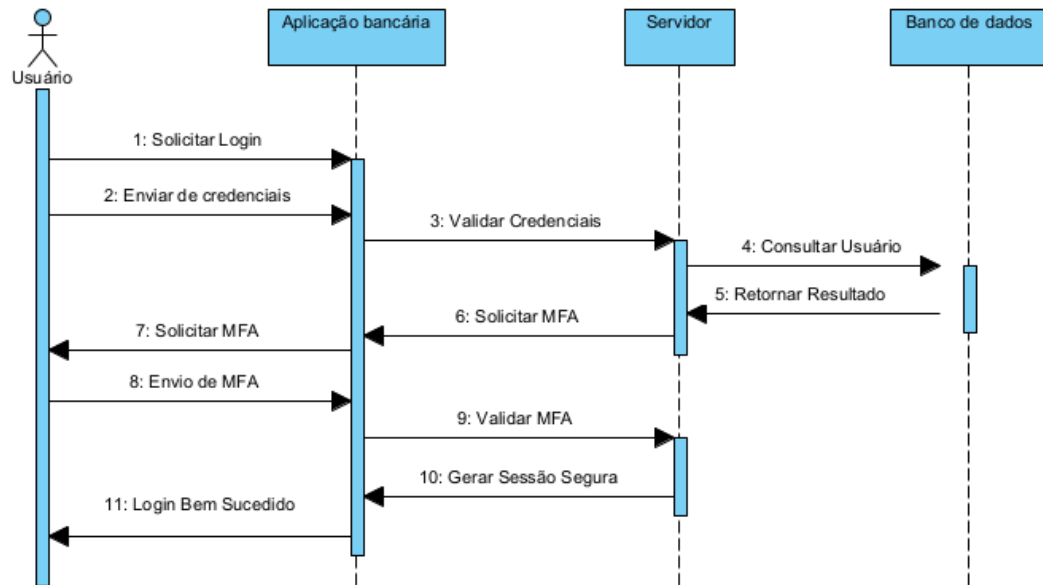 Usuário
Aplicação bancária
Servidor
Banco de dados
1: Solicitar Login
2: Enviar de credenciais
3: Validar Credenciais
4: Consultar Usuário
5: Retornar Resultado
6: Solicitar MFA
7: Solicitar MFA
8: Envio de MFA
9: Validar MFA
10: Gerar Sessão Segura
11: Login Bem Sucedido